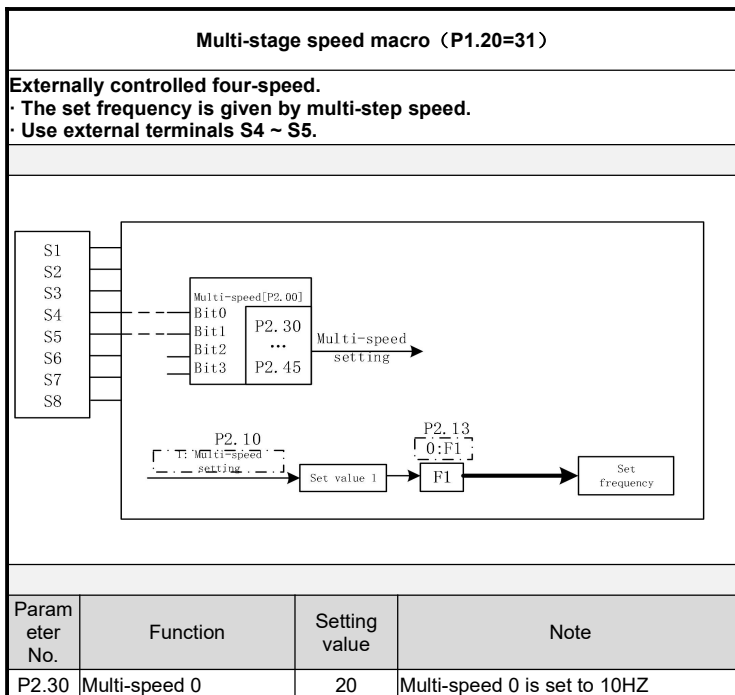 Multi-stage speed macro（P1.20=31）
Externally controlled four-speed.
· The set frequency is given by multi-step speed.
· Use external terminals S4 ~ S5.
S1
S2
S3
S4
S5
S6
S7
S8
Multi-speed[P2.00]
Bit0
Bit1
Bit2
Bit3
P2.30
...
P2.45
Multi-speed
setting
P2.10
1: Multi-speed
setting
Set value 1
P2.13
0:F1
F1
Set
frequency
Param
eter
No.
Function
Setting
value
Note
P2.30 Multi-speed 0 20 Multi-speed 0 is set to 10HZ